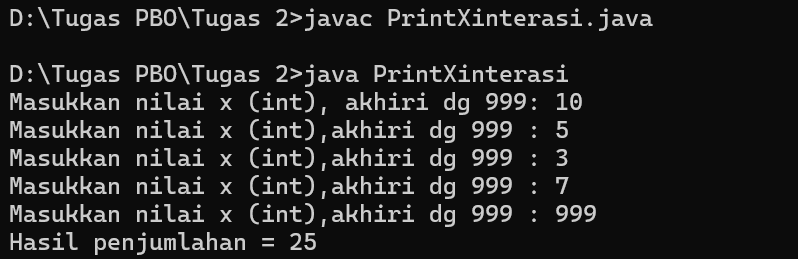 D:\Tugas PBO\Tugas 2>javac PrintXinterasi.java
D:\Tugas PBO\Tugas 2>java PrintXinterasi
Masukkan nilai x (int), akhiri dg 999: 10
Masukkan nilai x (int),akhiri dg 999 : 5
Masukkan nilai x (int),akhiri dg 999 : 3
Masukkan nilai x (int),akhiri dg 999 : 7
Masukkan nilai x (int),akhiri dg 999 : 999
Hasil penjumlahan = 25